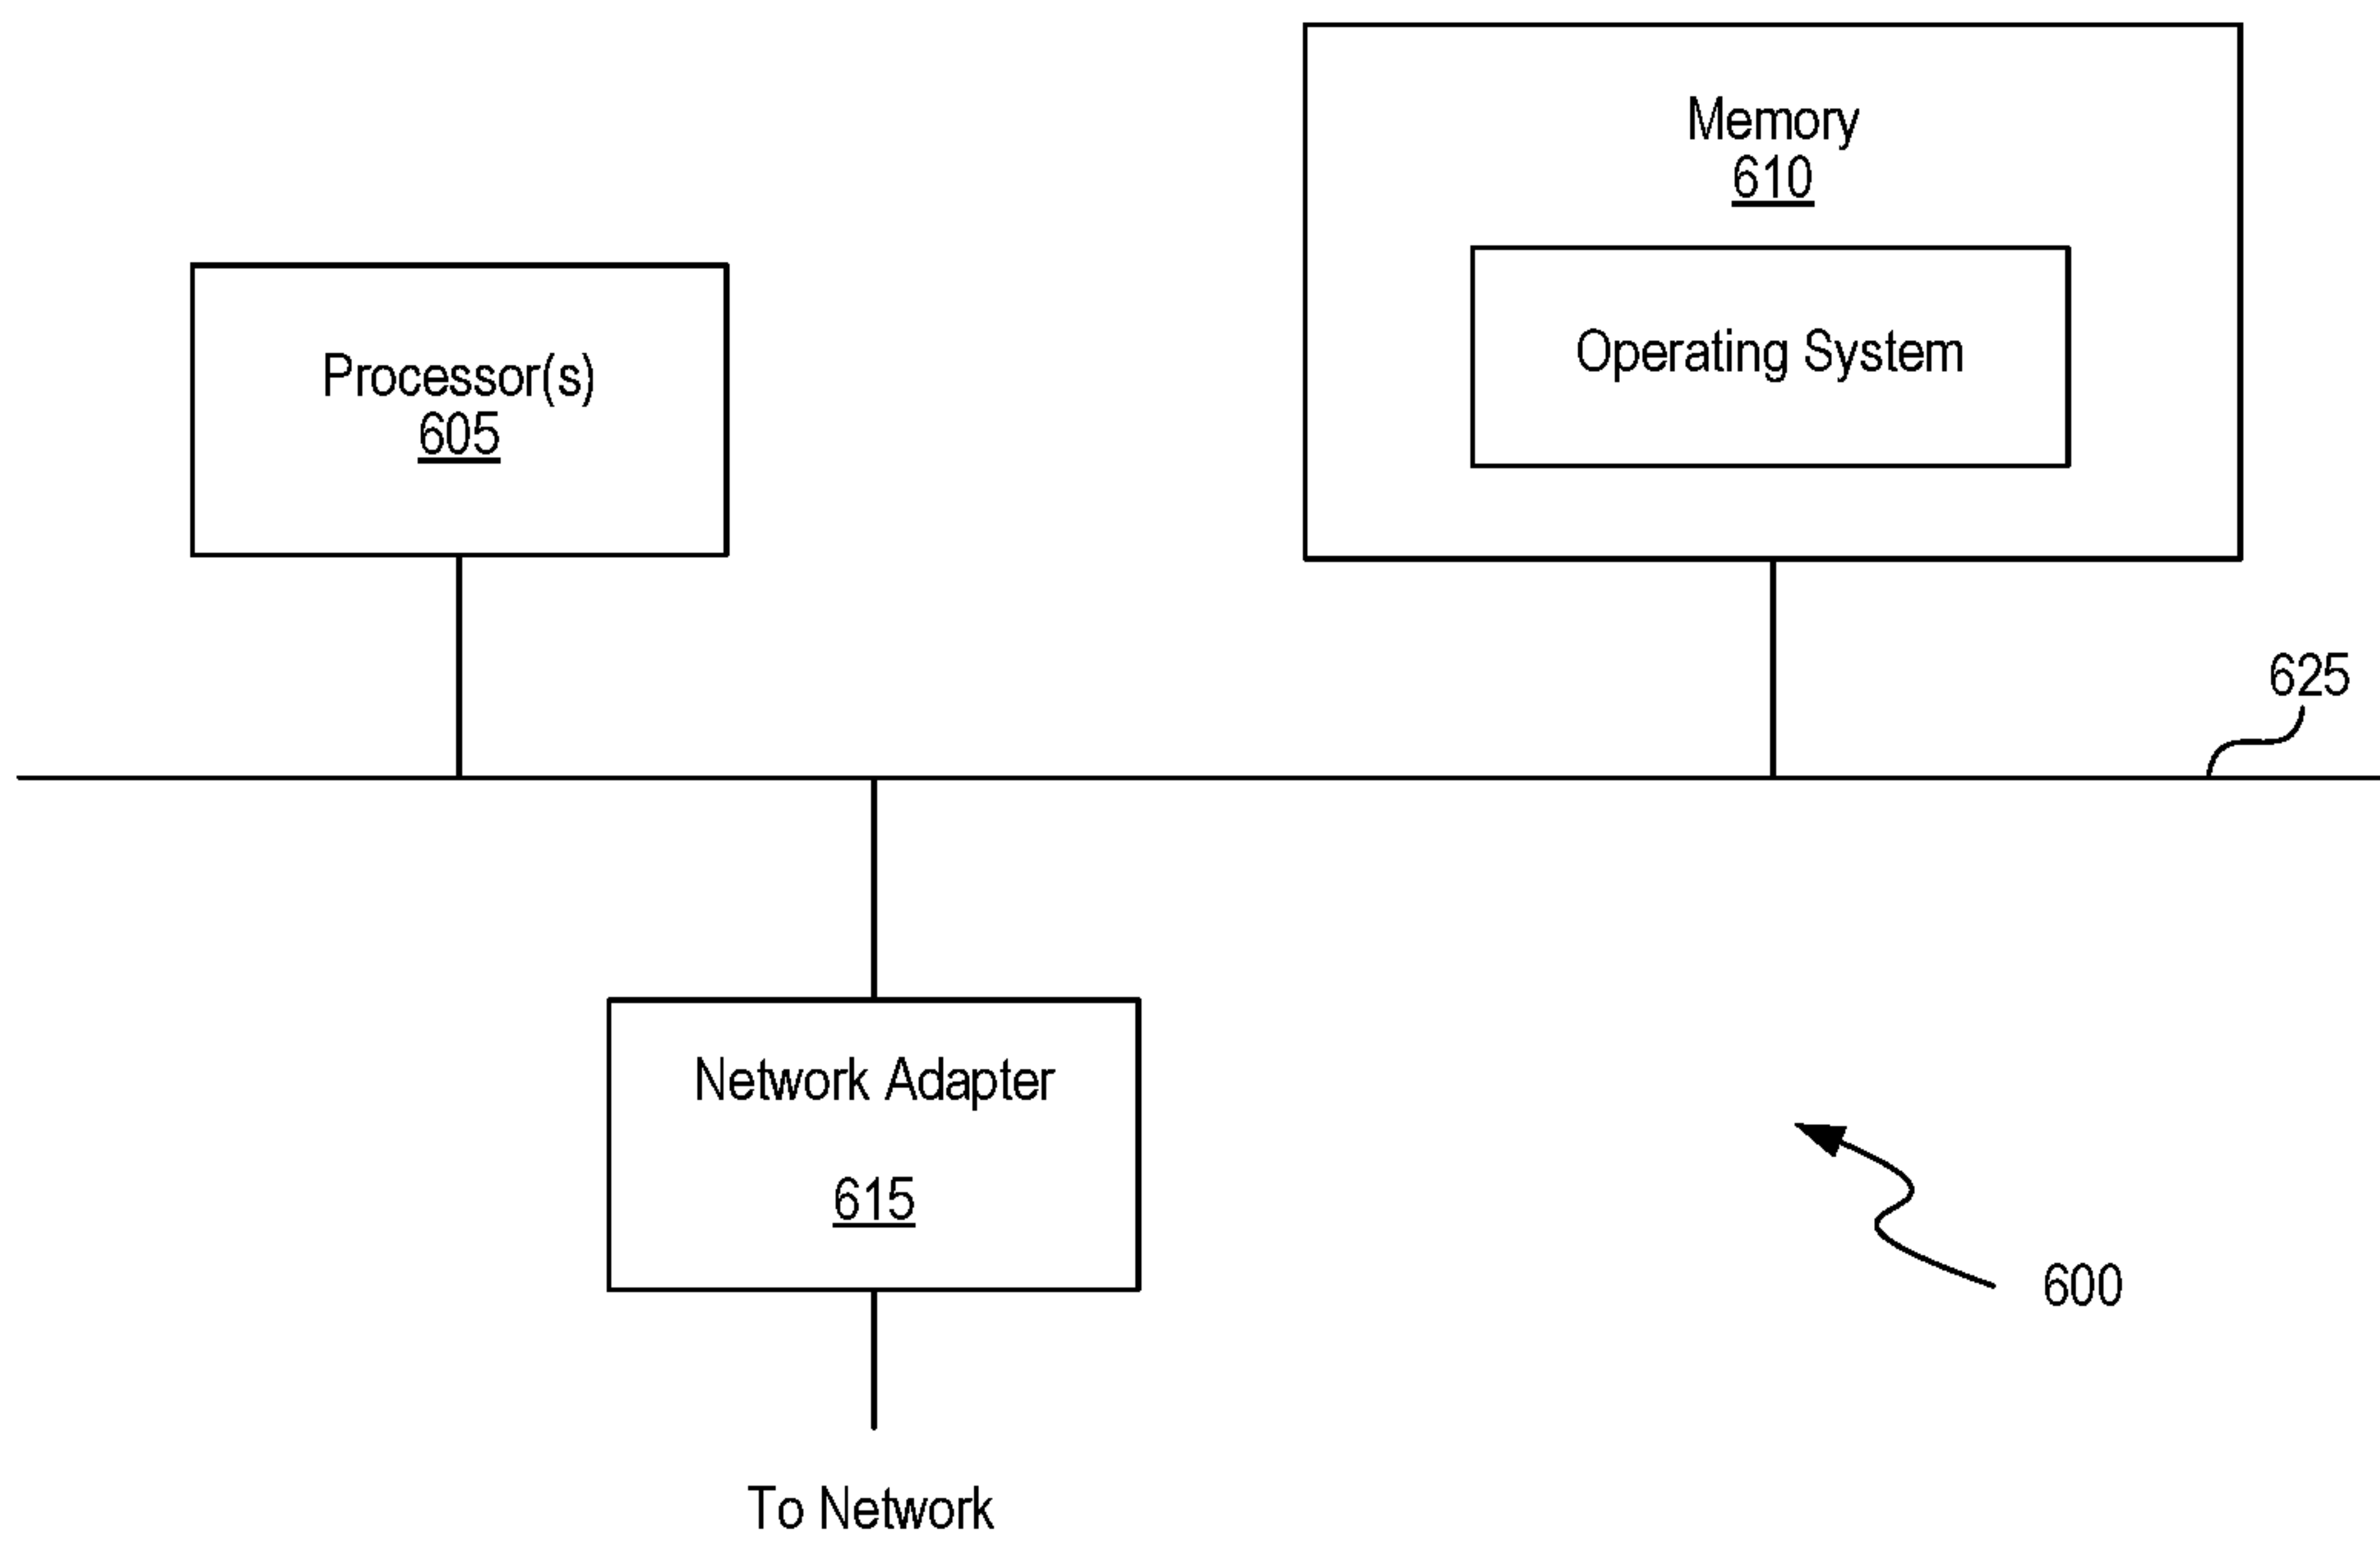 Memory
610
Operating System
Processor(s)
605
625
Network Adapter
615
600
To Network